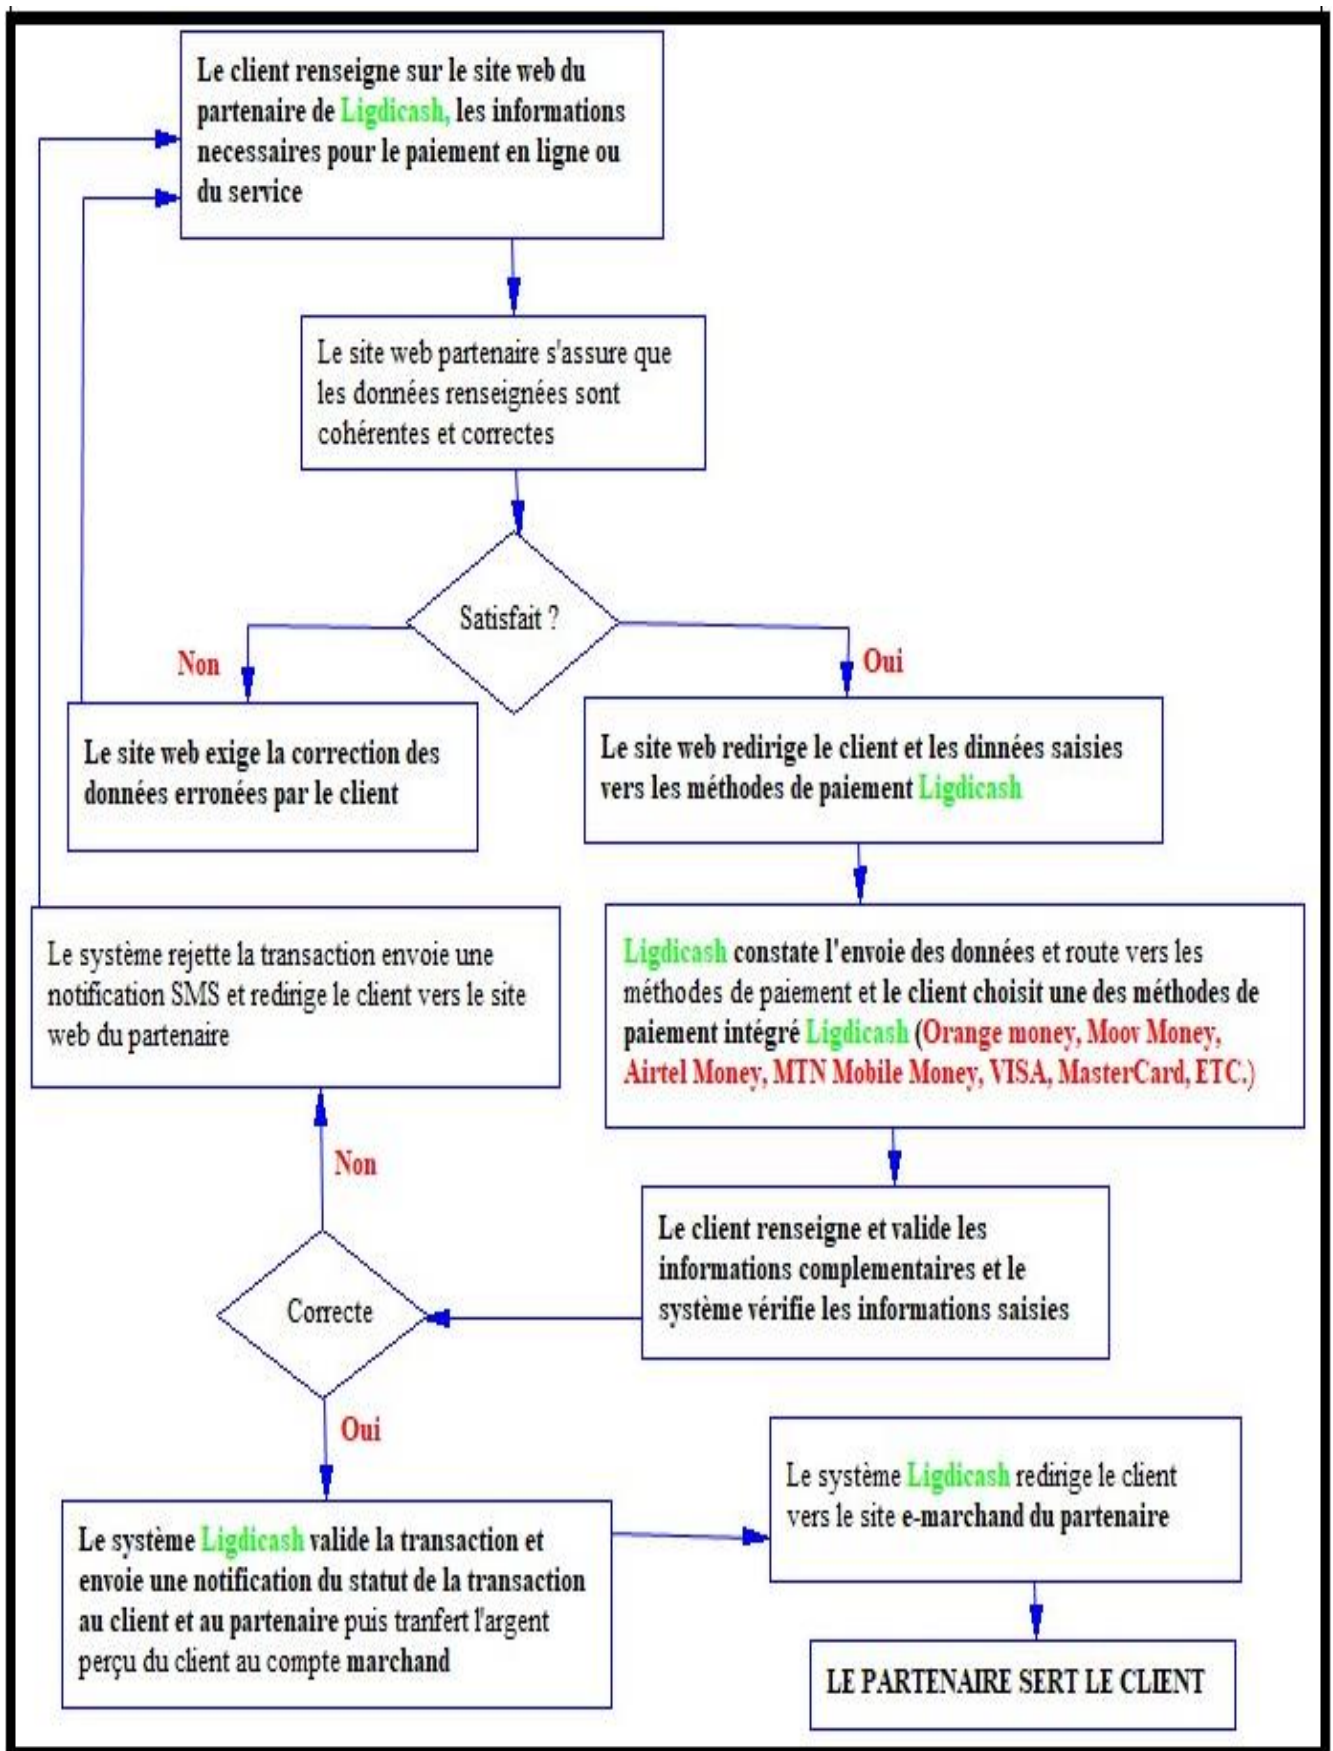 Le client renseigne sur le site web du
partenaire de Ligdicash, les informations
necessaires pour le paiement en ligne ou
du service
Le site web partenaire s'assure que
les données renseignées sont
cohérentes et correctes
Satisfait ?
Non
Oui
Le site web exige la correction des
données erronées par le client
Le site web redirige le client et les dinnées saisies
vers les méthodes de paiement Ligdicash
Le système rejette la transaction envoie une
notification SMS et redirige le client vers le site
web du partenaire
Ligdicash constate l'envoie des données et route vers les
méthodes de paiement et le client choisit une des méthodes de
paiement intégré Ligdicash (Orange money, Moov Money,
Airtel Money, MTN Mobile Money, VISA, MasterCard, ETC.)
Non
Le client renseigne et valide les
informations complementaires et le
système vérifie les informations saisies
Correcte
Oui
Le système Ligdicash valide la transaction et
envoie une notification du statut de la transaction
au client et au partenaire puis tranfert l'argent
perçu du client au compte marchand
Le système Ligdicash redirige le client
vers le site e-marchand du partenaire
LE PARTENAIRE SERT LE CLIENT